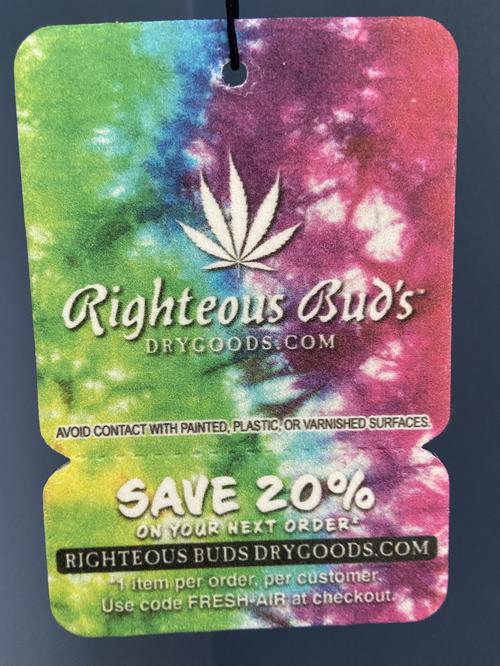 Righteous Bud's™
DRYGOODS.COM
AVOID CONTACT WITH PAINTED, PLASTIC, OR VARNISHED SURFACES.
SAVE 20%
ON YOUR NEXT ORDER*
RIGHTEOUS BUDS DRYGOODS.COM
*1 item per order, per customer.
Use code FRESH-AIR at checkout.